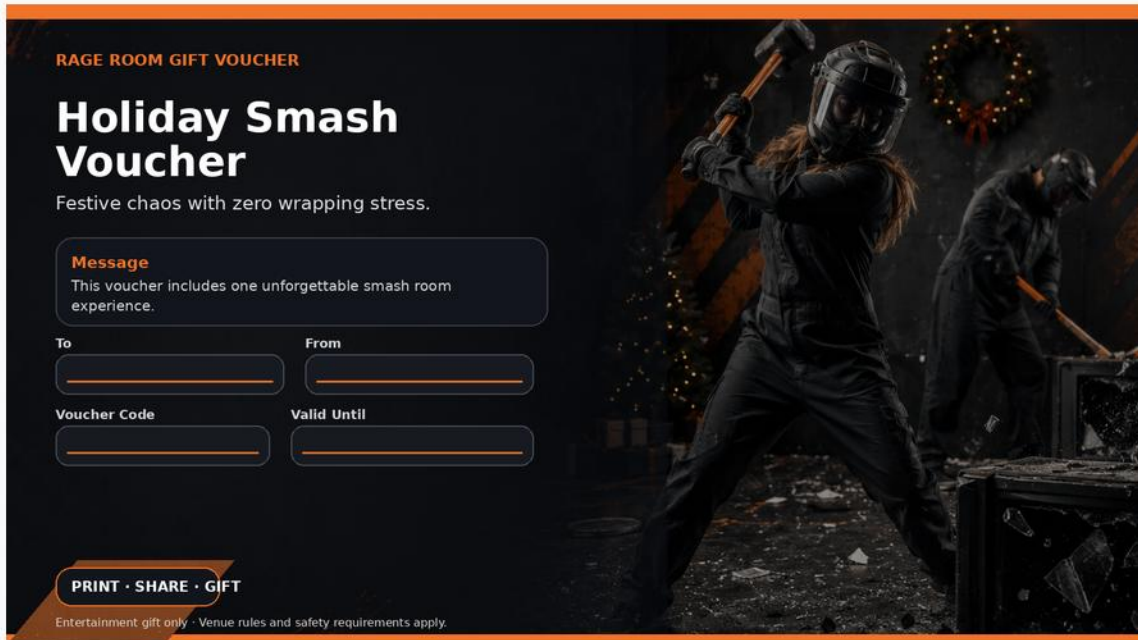 RAGE ROOM GIFT VOUCHER
Holiday Smash
Voucher
Festive chaos with zero wrapping stress.
Message
This voucher includes one unforgettable smash room
experience.
To
From
Voucher Code
Valid Until
PRINT · SHARE · GIFT
Entertainment gift only · Venue rules and safety requirements apply.